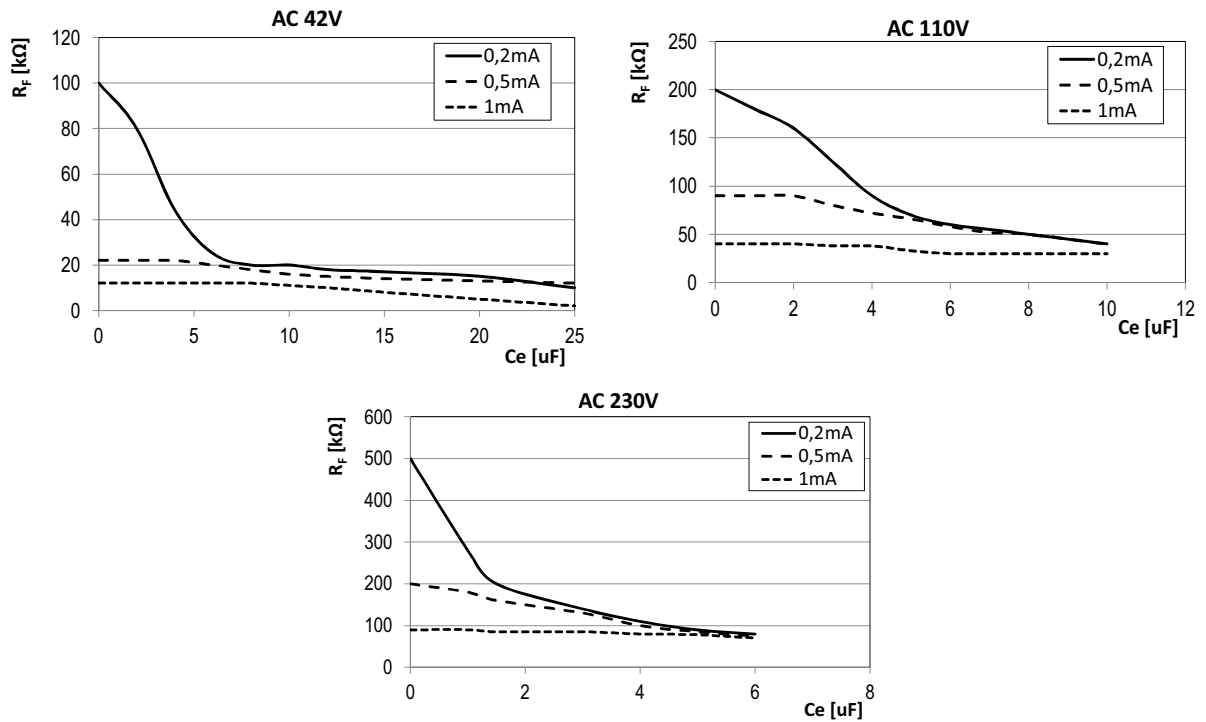 AC 42V
R_F [kΩ]
120
100
80
60
40
20
0
0,2mA
0,5mA
1mA
0 5 10 15 20 25
Ce [uF]
AC 110V
R_F [kΩ]
250
200
150
100
50
0
0,2mA
0,5mA
1mA
0 2 4 6 8 10 12
Ce [uF]
AC 230V
R_F [kΩ]
600
500
400
300
200
100
0
0,2mA
0,5mA
1mA
0 2 4 6 8
Ce [uF]